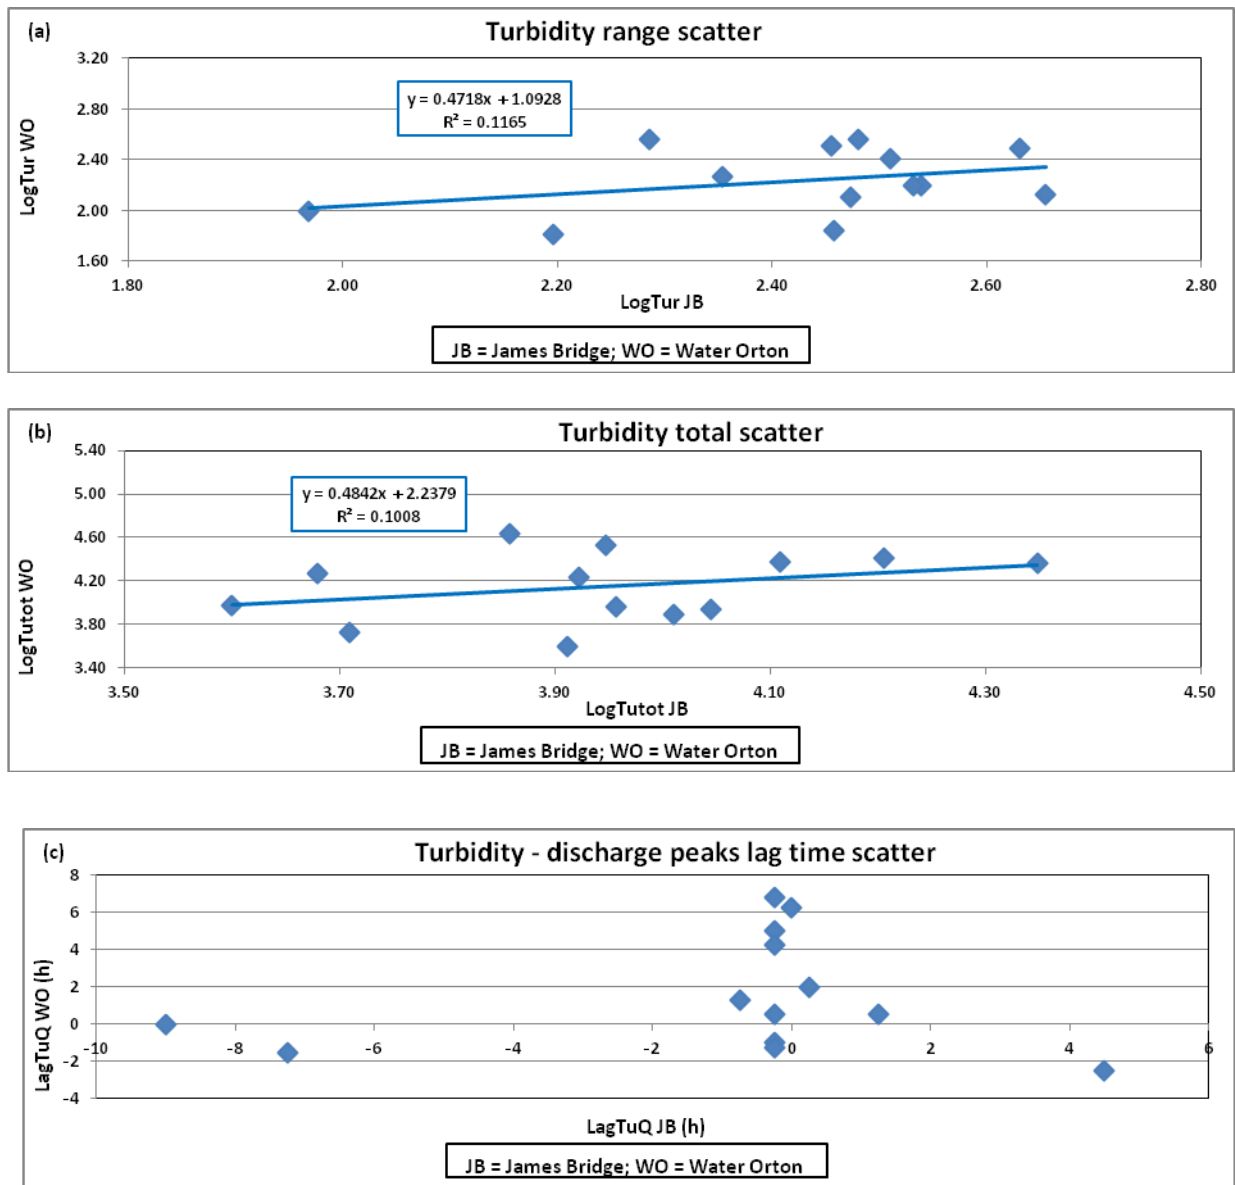 (a)
Turbidity range scatter
3.20
2.80
2.40
2.00
1.60
LogTur WO
y = 0.4718x + 1.0928
R² = 0.1165
1.80 2.00 2.20 2.40 2.60 2.80
LogTur JB
JB = James Bridge; WO = Water Orton
(b)
Turbidity total scatter
5.40
5.00
4.60
4.20
3.80
3.40
LogTutot WO
y = 0.4842x + 2.2379
R² = 0.1008
3.50 3.70 3.90 4.10 4.30 4.50
LogTutot JB
JB = James Bridge; WO = Water Orton
(c)
Turbidity - discharge peaks lag time scatter
8
6
4
2
0
-2
-4
LagTuQ WO (h)
-10 -8 -6 -4 -2 0 2 4 6
LagTuQ JB (h)
JB = James Bridge; WO = Water Orton